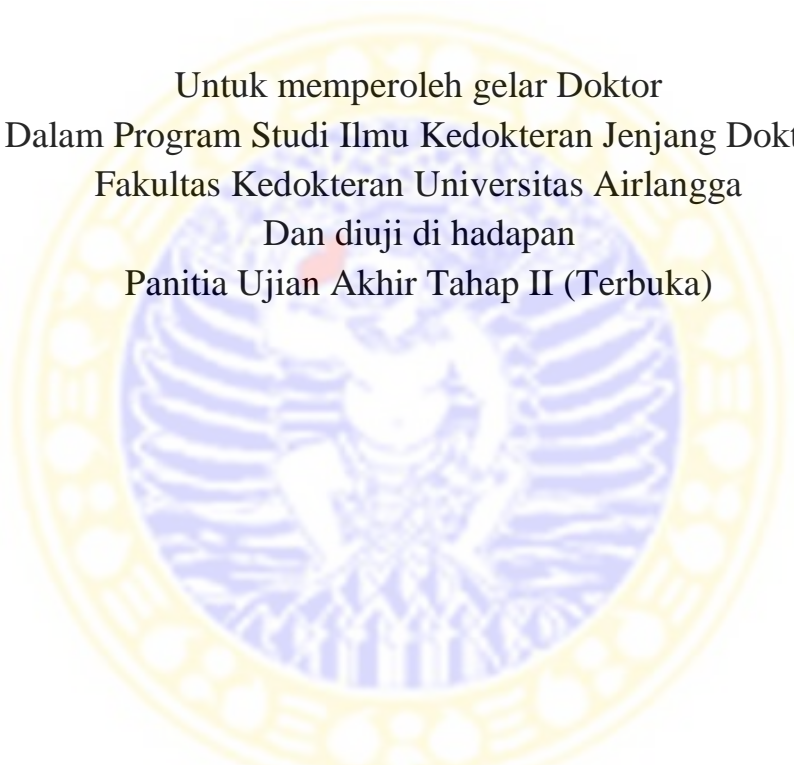 Untuk memperoleh gelar Doktor
Dalam Program Studi Ilmu Kedokteran Jenjang Dokt
Fakultas Kedokteran Universitas Airlangga
Dan diuji di hadapan
Panitia Ujian Akhir Tahap II (Terbuka)